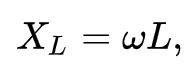 X_L = ωL,